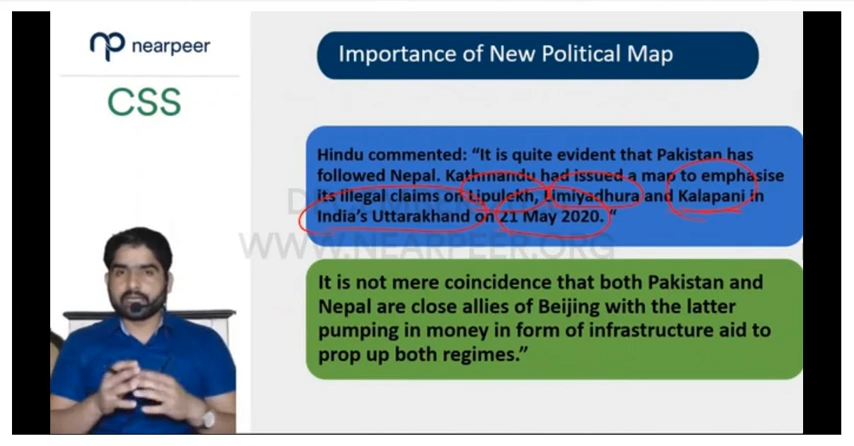 nearpeer
CSS
Importance of New Political Map
Hindu commented: “It is quite evident that Pakistan has
followed Nepal. Kathmandu had issued a map to emphasise
its illegal claims on Lipulekh, Limiyadhura and Kalapani in
India's Uttarakhand on 21 May 2020. “
WWW.NEARPEER.ORG
It is not mere coincidence that both Pakistan and
Nepal are close allies of Beijing with the latter
pumping in money in form of infrastructure aid to
prop up both regimes.”